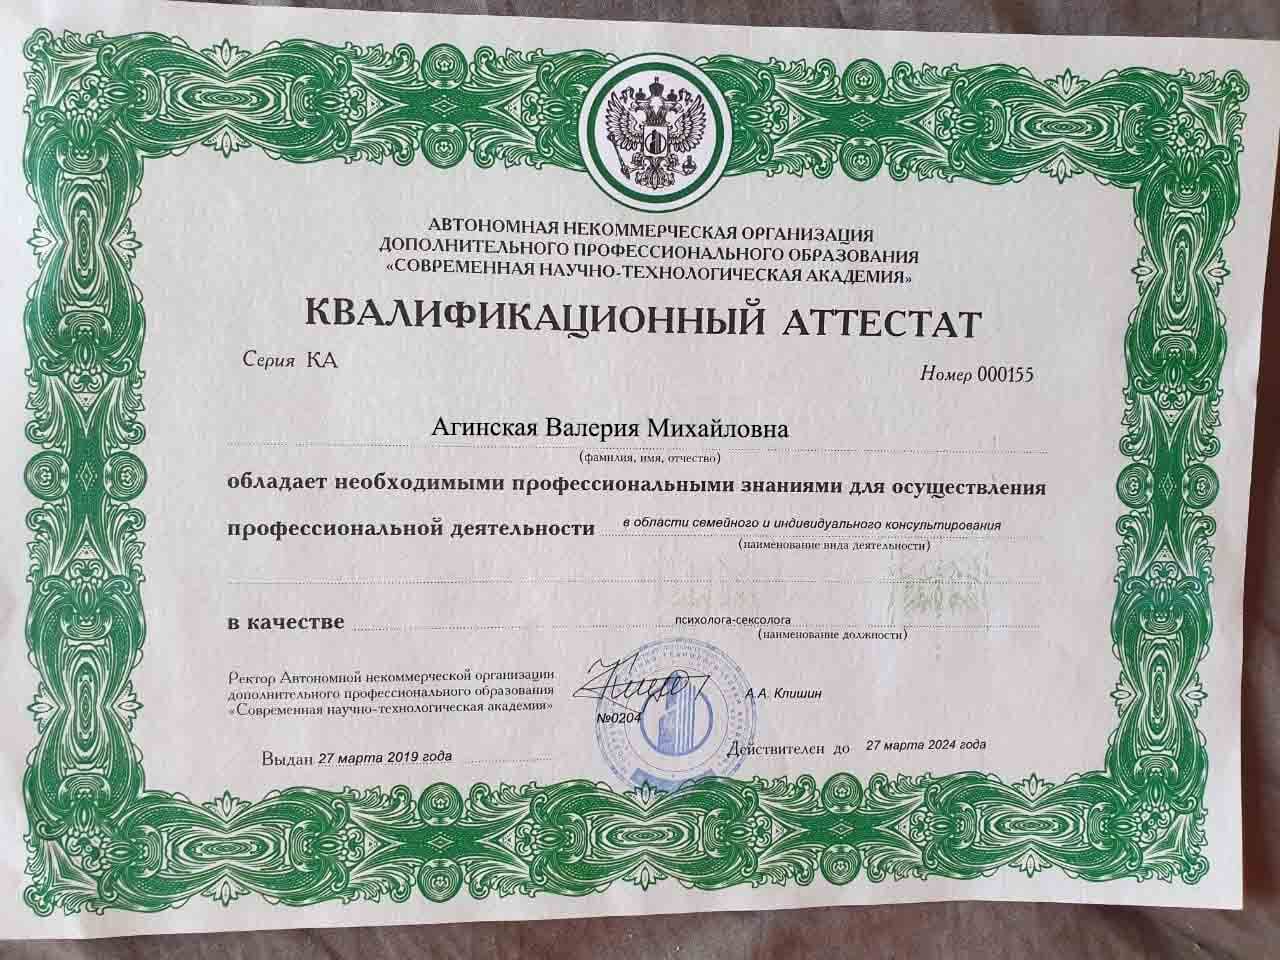 АВТОНОМНАЯ НЕКОММЕРЧЕСКАЯ ОРГАНИЗАЦИЯ
ДОПОЛНИТЕЛЬНОГО ПРОФЕССИОНАЛЬНОГО ОБРАЗОВАНИЯ
«СОВРЕМЕННАЯ НАУЧНО-ТЕХНОЛОГИЧЕСКАЯ АКАДЕМИЯ»
КВАЛИФИКАЦИОННЫЙ АТТЕСТАТ
Серия КА
Номер 000155
Агинская Валерия Михайловна
(фамилия, имя, отчество)
обладает необходимыми профессиональными знаниями для осуществления
профессиональной деятельности в области семейного и индивидуального консультирования
(наименование вида деятельности)
в качестве психолога-сексолога
(наименование должности)
Ректор Автономной некоммерческой организации
дополнительного профессионального образования
«Современная научно-технологическая академия»
А.А. Клишин
№0204
Выдан 27 марта 2019 года
Действителен до 27 марта 2024 года